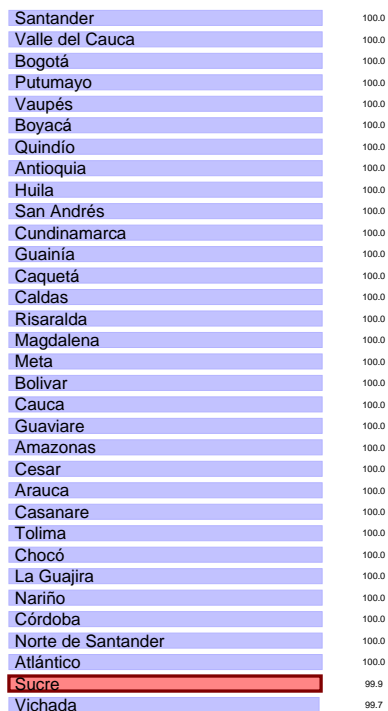 Santander 100.0
Valle del Cauca 100.0
Bogotá 100.0
Putumayo 100.0
Vaupés 100.0
Boyacá 100.0
Quindío 100.0
Antioquia 100.0
Huila 100.0
San Andrés 100.0
Cundinamarca 100.0
Guainía 100.0
Caquetá 100.0
Caldas 100.0
Risaralda 100.0
Magdalena 100.0
Meta 100.0
Bolivar 100.0
Cauca 100.0
Guaviare 100.0
Amazonas 100.0
Cesar 100.0
Arauca 100.0
Casanare 100.0
Tolima 100.0
Chocó 100.0
La Guajira 100.0
Nariño 100.0
Córdoba 100.0
Norte de Santander 100.0
Atlántico 100.0
Sucre 99.9
Vichada 99.7